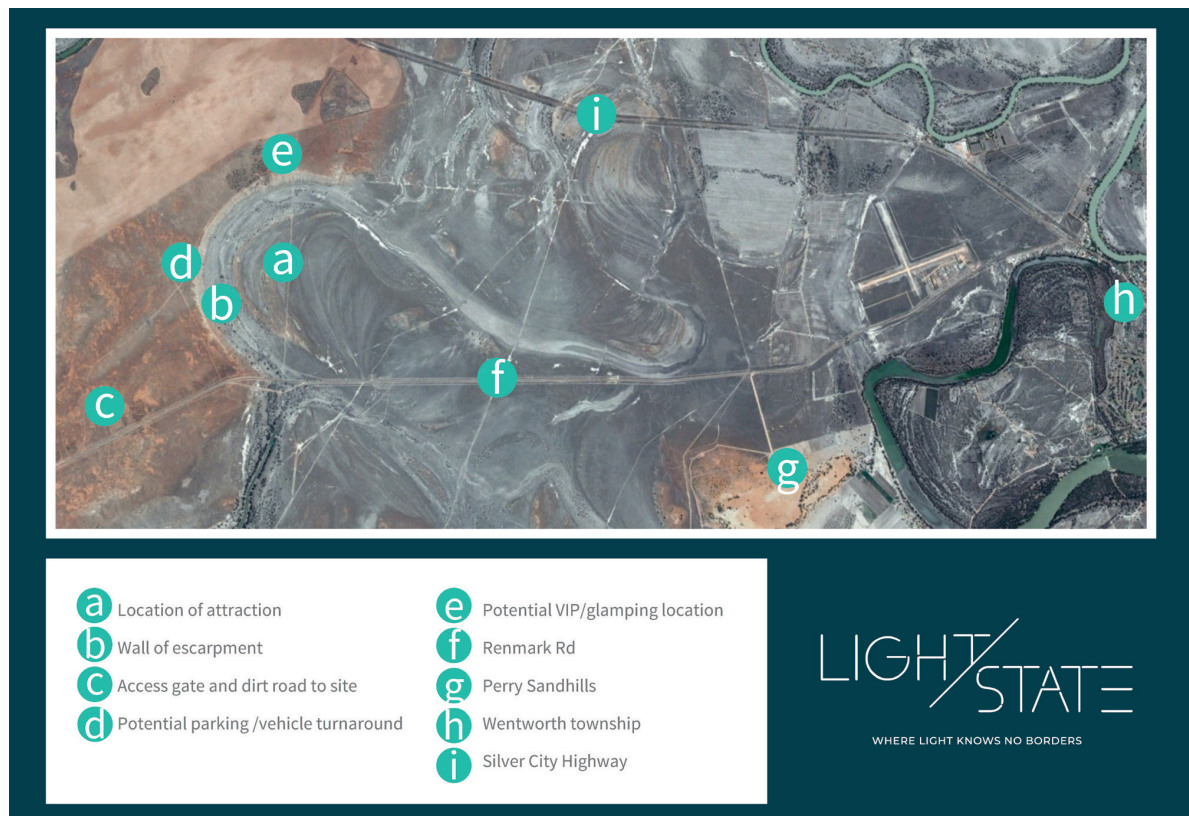 i
e
d
a
b
h
f
c
g
a Location of attraction
b Wall of escarpment
c Access gate and dirt road to site
d Potential parking /vehicle turnaround
e Potential VIP/glamping location
f Renmark Rd
g Perry Sandhills
h Wentworth township
i Silver City Highway
LIGHT/
STATE
WHERE LIGHT KNOWS NO BORDERS